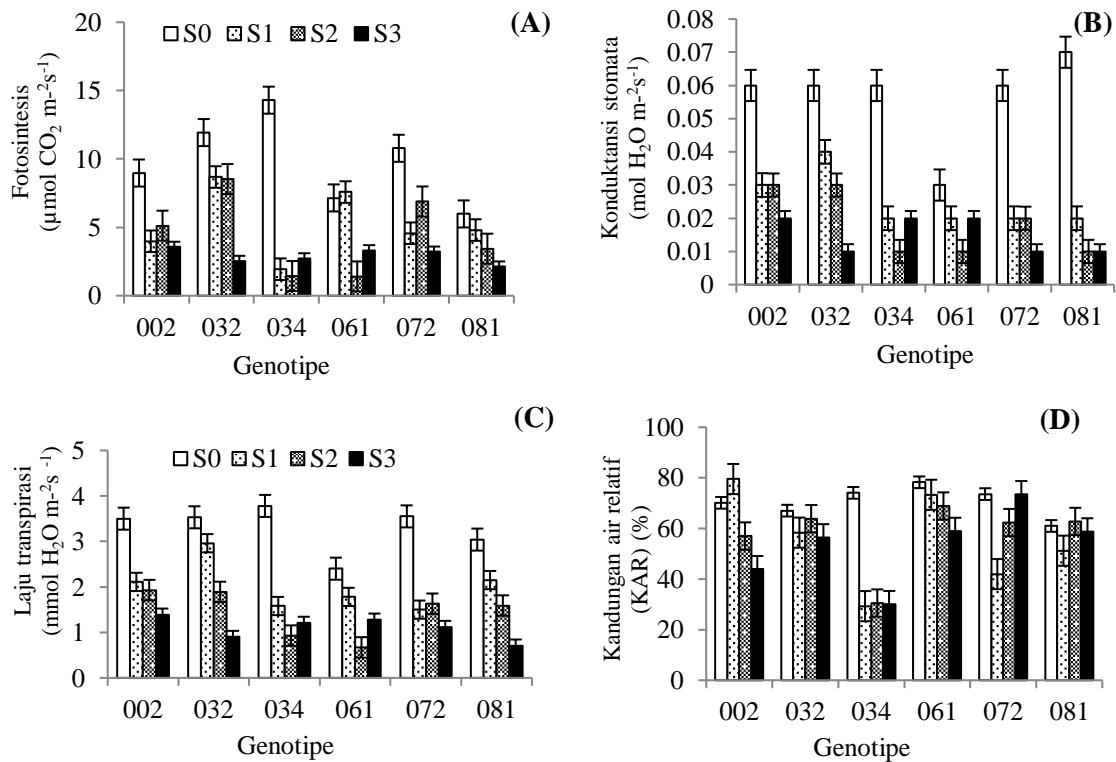 (A)
S0 S1 S2 S3
Fotosintesis
(µmol CO₂ m-²s⁻¹)
20
15
10
5
0
002 032 034 061 072 081
Genotipe
(B)
Konduktansi stomata
(mol H₂O m-²s⁻¹)
0.08
0.07
0.06
0.05
0.04
0.03
0.02
0.01
0
002 032 034 061 072 081
Genotipe
(C)
S0 S1 S2 S3
Laju transpirasi
(mmol H₂O m-²s ⁻¹)
5
4
3
2
1
0
002 032 034 061 072 081
Genotipe
(D)
Kandungan air relatif
(KAR) (%)
100
80
60
40
20
0
002 032 034 061 072 081
Genotipe